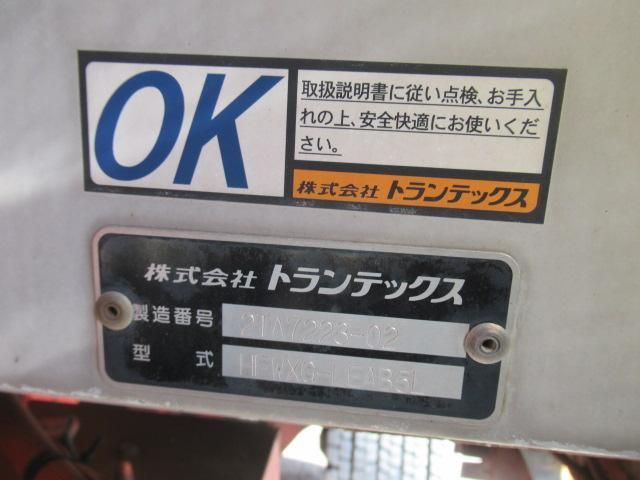 OK
取扱説明書に従い点検、お手入
れの上、安全快適にお使いくだ
さい。
株式会社 トランテックス
株式会社 トランテックス
製造番号 2TA7223-02
型式